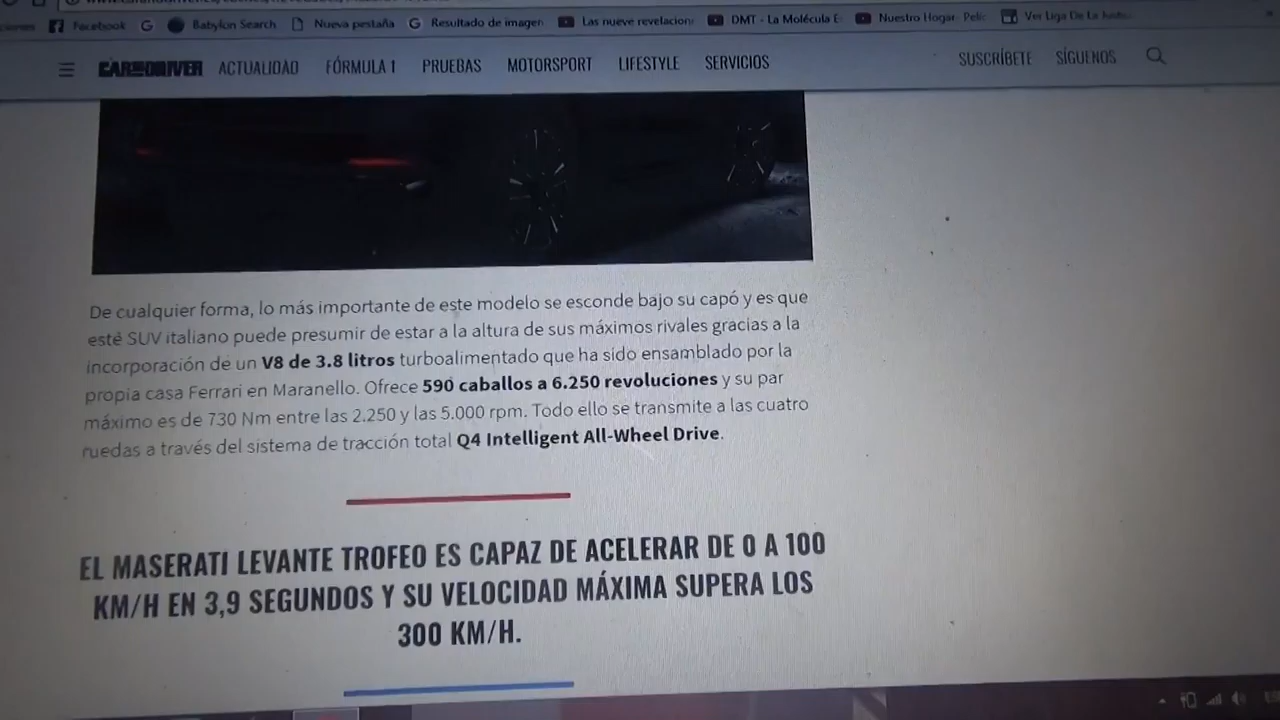 Facebook
Babylon Search
Nueva pestaña
Resultado de imagen
Las nueve revelacion
DMT - La Molécula E
Nuestro Hogar- Pelic
Ver Liga De La Justic
CAR AND DRIVER ACTUALIDAD FÓRMULA 1 PRUEBAS MOTORSPORT LIFESTYLE SERVICIOS SUSCRÍBETE SÍGUENOS
De cualquier forma, lo más importante de este modelo se esconde bajo su capó y es que
esté SUV italiano puede presumir de estar a la altura de sus máximos rivales gracias a la
incorporación de un V8 de 3.8 litros turboalimentado que ha sido ensamblado por la
propia casa Ferrari en Maranello. Ofrece 590 caballos a 6.250 revoluciones y su par
máximo es de 730 Nm entre las 2.250 y las 5.000 rpm. Todo ello se transmite a las cuatro
ruedas a través del sistema de tracción total Q4 Intelligent All-Wheel Drive.
EL MASERATI LEVANTE TROFEO ES CAPAZ DE ACELERAR DE 0 A 100
KM/H EN 3,9 SEGUNDOS Y SU VELOCIDAD MÁXIMA SUPERA LOS
300 KM/H.